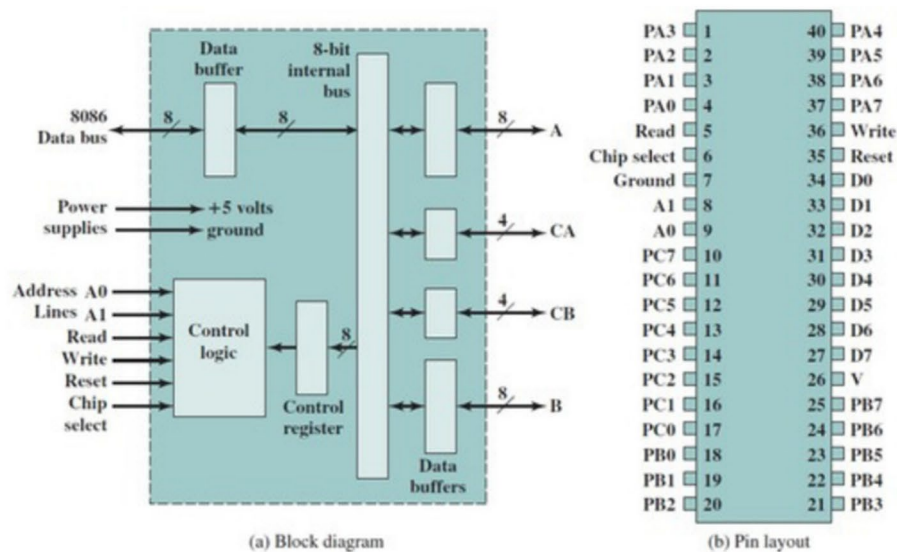 Data
buffer
8-bit
internal
bus
8086
Data bus
8
8
8
A
Power
supplies
+5 volts
ground
4
CA
Address A0
Lines A1
Read
Write
Reset
Chip
select
Control
logic
8
Control
register
4
CB
8
B
Data
buffers
(a) Block diagram
PA3 1 40 PA4
PA2 2 39 PA5
PA1 3 38 PA6
PA0 4 37 PA7
Read 5 36 Write
Chip select 6 35 Reset
Ground 7 34 D0
A1 8 33 D1
A0 9 32 D2
PC7 10 31 D3
PC6 11 30 D4
PC5 12 29 D5
PC4 13 28 D6
PC3 14 27 D7
PC2 15 26 V
PC1 16 25 PB7
PC0 17 24 PB6
PB0 18 23 PB5
PB1 19 22 PB4
PB2 20 21 PB3
(b) Pin layout